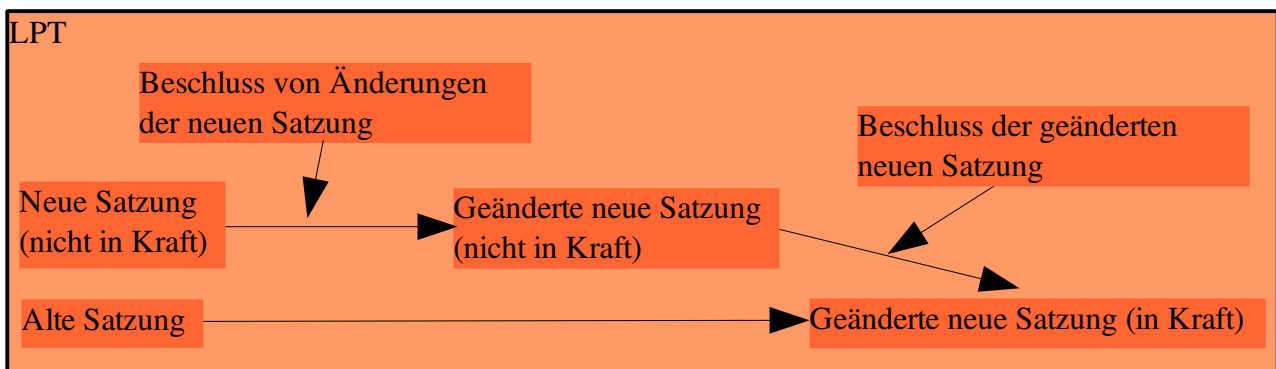 LPT
Beschluss von Änderungen
der neuen Satzung
Beschluss der geänderten
neuen Satzung
Neue Satzung
(nicht in Kraft)
Geänderte neue Satzung
(nicht in Kraft)
Alte Satzung
Geänderte neue Satzung (in Kraft)